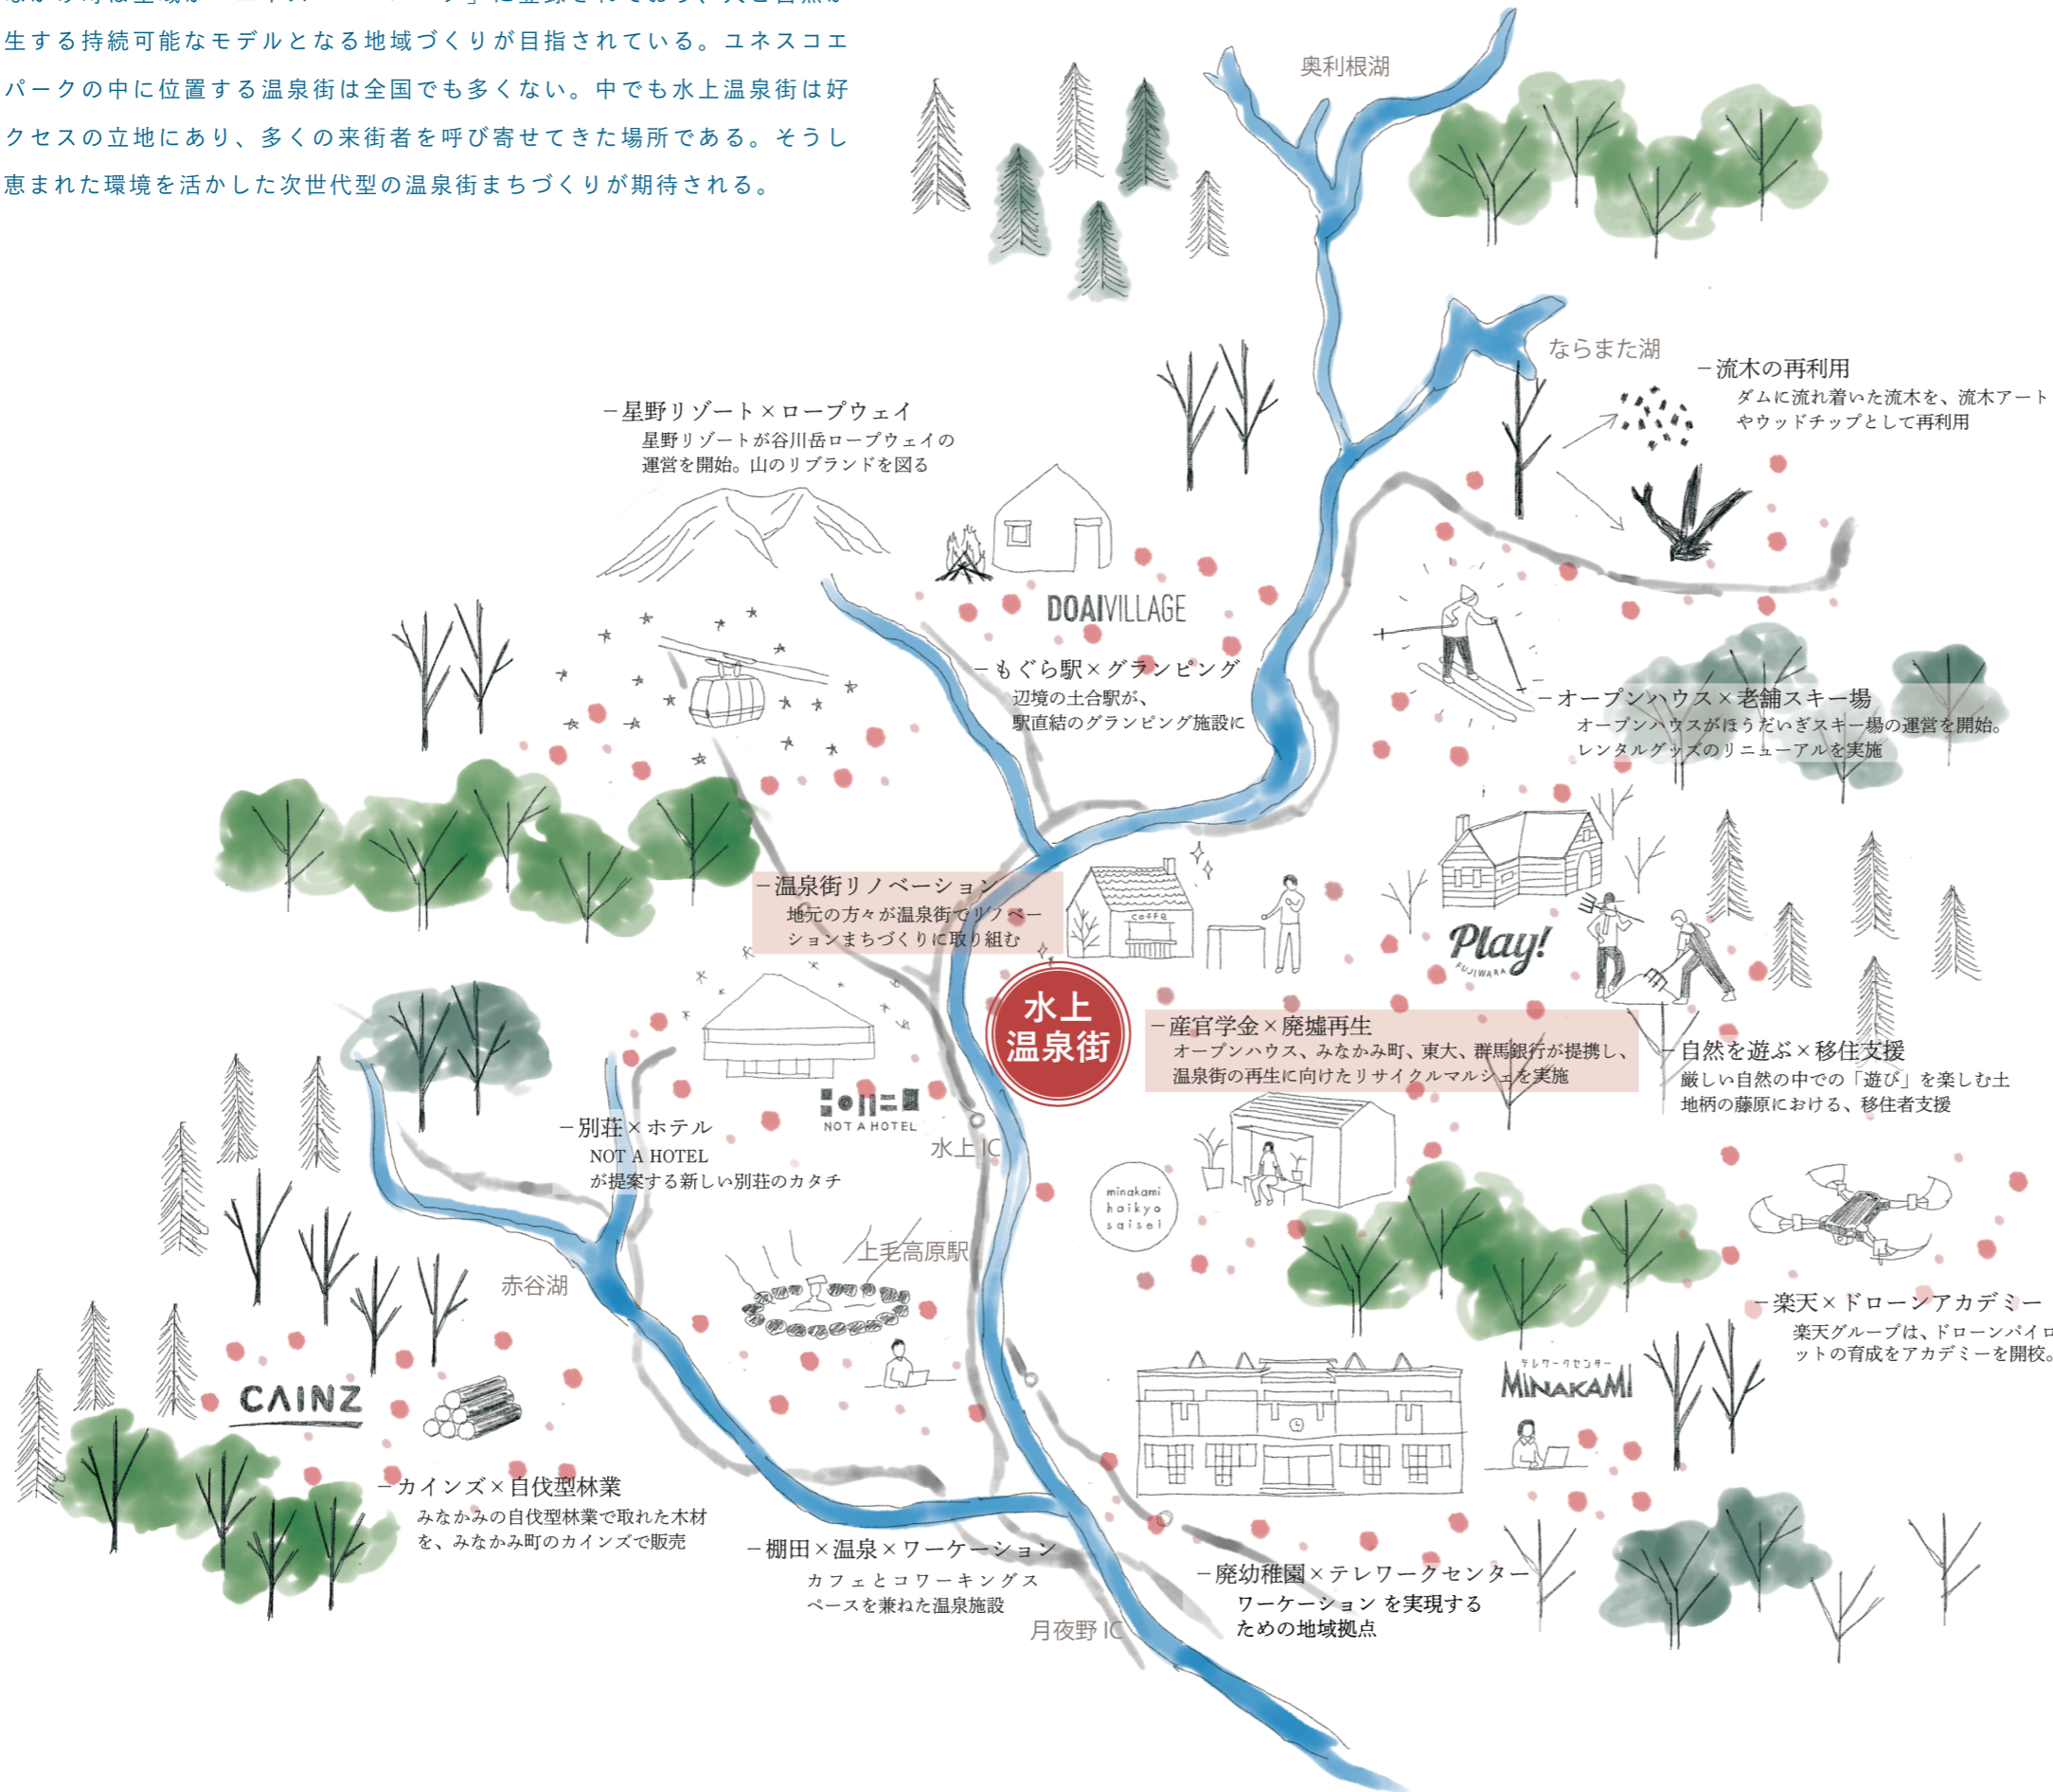 生する持続可能なモデルとなる地域づくりが目指されている。ユネスコエ
パークの中に位置する温泉街は全国でも多くない。中でも水上温泉街は好
クセスの立地にあり、多くの来街者を呼び寄せてきた場所である。そうし
恵まれた環境を活かした次世代型の温泉街まちづくりが期待される。
奥利根湖
ならまた湖
－流木の再利用
ダムに流れ着いた流木を、流木アート
やウッドチップとして再利用
－星野リゾート×ロープウェイ
星野リゾートが谷川岳ロープウェイの
運営を開始。山のリブランドを図る
DOAIVILLAGE
－もぐら駅×グランピング
辺境の土合駅が、
駅直結のグランピング施設に
－オープンハウス×老舗スキー場
オープンハウスがほうだいぎスキー場の運営を開始。
レンタルグッズのリニューアルを実施
－温泉街リノベーション
地元の方々が温泉街でリノベー
ションまちづくりに取り組む
COFFE
Play!
FUJIWARA
水上
温泉街
－産官学金×廃墟再生
オープンハウス、みなかみ町、東大、群馬銀行が提携し、
温泉街の再生に向けたリサイクルマルシェを実施
－自然を遊ぶ×移住支援
厳しい自然の中での「遊び」を楽しむ土
地柄の藤原における、移住者支援
NOT A HOTEL
－別荘×ホテル
NOT A HOTEL
が提案する新しい別荘のカタチ
水上 IC
minakami
haikyo
saisei
上毛高原駅
赤谷湖
－楽天×ドローンアカデミー
楽天グループは、ドローンパイロ
ットの育成をアカデミーを開校。
テレワークセンター
MINAKAMI
CAINZ
－カインズ×自伐型林業
みなかみの自伐型林業で取れた木材
を、みなかみ町のカインズで販売
－棚田×温泉×ワーケーション
カフェとコワーキングス
ペースを兼ねた温泉施設
－廃幼稚園×テレワークセンター
ワーケーション を実現する
ための地域拠点
月夜野 IC